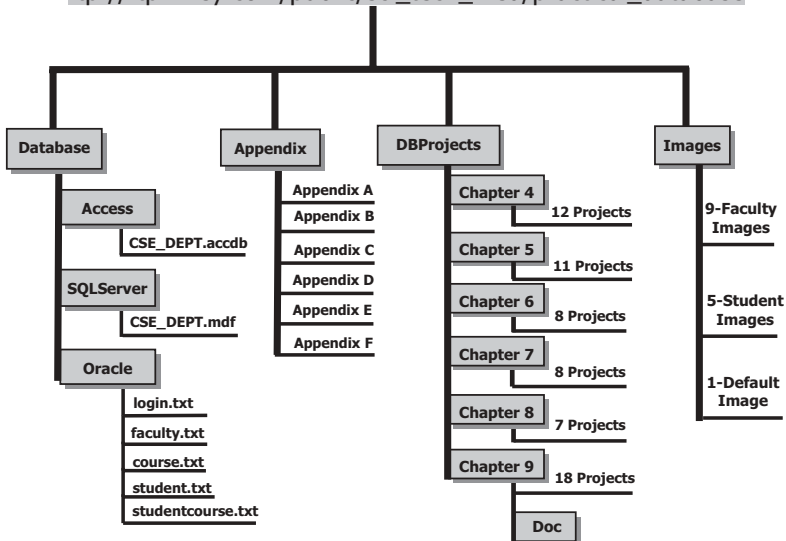 Database
Appendix
DBProjects
Images
Access
CSE_DEPT.accdb
SQLServer
CSE_DEPT.mdf
Oracle
login.txt
faculty.txt
course.txt
student.txt
studentcourse.txt
Appendix A
Appendix B
Appendix C
Appendix D
Appendix E
Appendix F
Chapter 4
12 Projects
Chapter 5
11 Projects
Chapter 6
8 Projects
Chapter 7
8 Projects
Chapter 8
7 Projects
Chapter 9
18 Projects
Doc
9-Faculty
Images
5-Student
Images
1-Default
Image